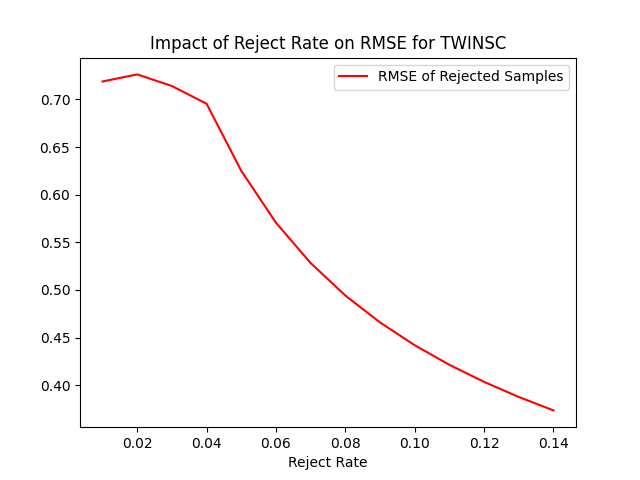 Impact of Reject Rate on RMSE for TWINSC
RMSE of Rejected Samples
0.70
0.65
0.60
0.55
0.50
0.45
0.40
0.02 0.04 0.06 0.08 0.10 0.12 0.14
Reject Rate